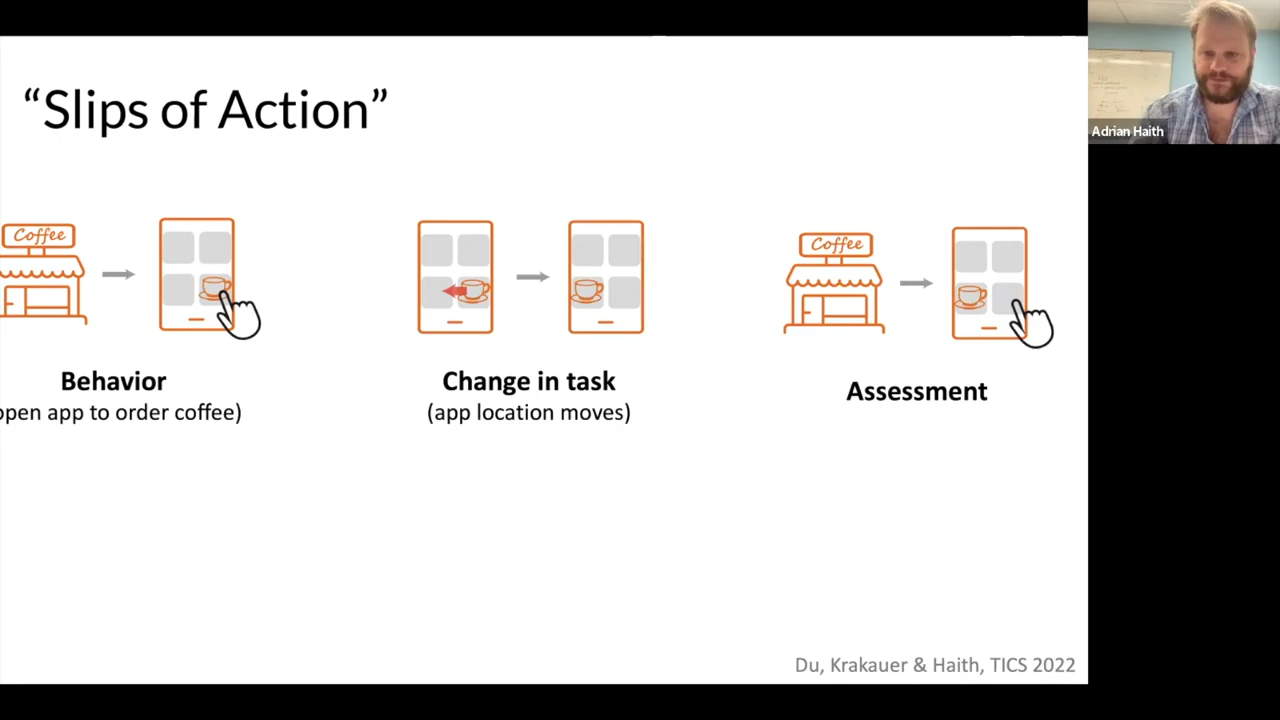 “Slips of Action”
Adrian Haith
Coffee
Coffee
Behavior
open app to order coffee)
Change in task
(app location moves)
Assessment
Du, Krakauer & Haith, TICS 2022